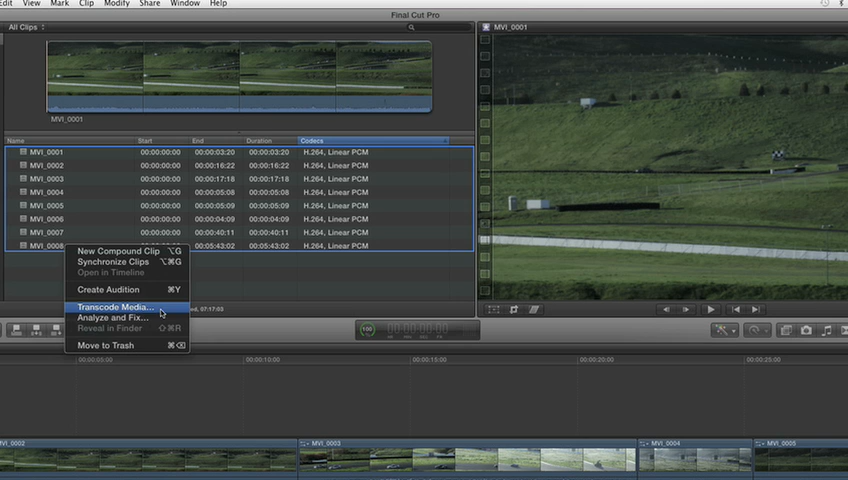 Edit View Mark Clip Modify Share Window Help
Final Cut Pro
All Clips
MVI_0001
MVI_0001
Name Start End Duration Codecs
MVI_0001 00:00:00:00 00:00:03:20 00:00:03:20 H.264, Linear PCM
MVI_0002 00:00:00:00 00:00:16:22 00:00:16:22 H.264, Linear PCM
MVI_0003 00:00:00:00 00:00:17:18 00:00:17:18 H.264, Linear PCM
MVI_0004 00:00:00:00 00:00:05:08 00:00:05:08 H.264, Linear PCM
MVI_0005 00:00:00:00 00:00:05:09 00:00:05:09 H.264, Linear PCM
MVI_0006 00:00:00:00 00:00:04:09 00:00:04:09 H.264, Linear PCM
MVI_0007 00:00:00:00 00:00:40:11 00:00:40:11 H.264, Linear PCM
MVI_0008 00:05:43:02 00:05:43:02 H.264, Linear PCM
New Compound Clip ⌥G
Synchronize Clips ⌥⌘G
Open in Timeline
Create Audition ⌘Y
Transcode Media...
Analyze and Fix...
Reveal in Finder ⇧⌘R
Move to Trash ⌘⌫
ed, 07:17:03
100 00:00:00:00
HR MIN SEC FR
00:00:05:00 00:00:10:00 00:00:15:00 00:00:20:00 00:00:25:00
MVI_0002 MVI_0003 MVI_0004 MVI_0005